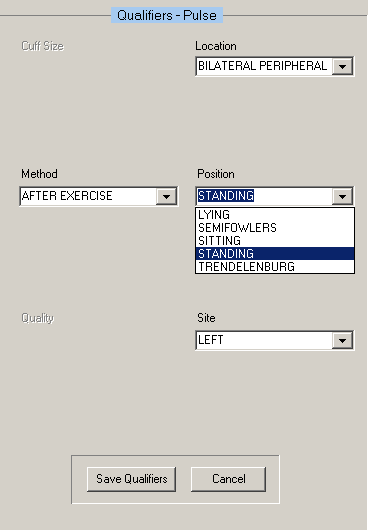 Qualifiers - Pulse
Cuff Size
Location
BILATERAL PERIPHERAL
Method
Position
AFTER EXERCISE
STANDING
LYING
SEMIFOWLERS
SITTING
STANDING
TRENDELENBURG
Quality
Site
LEFT
Save Qualifiers
Cancel